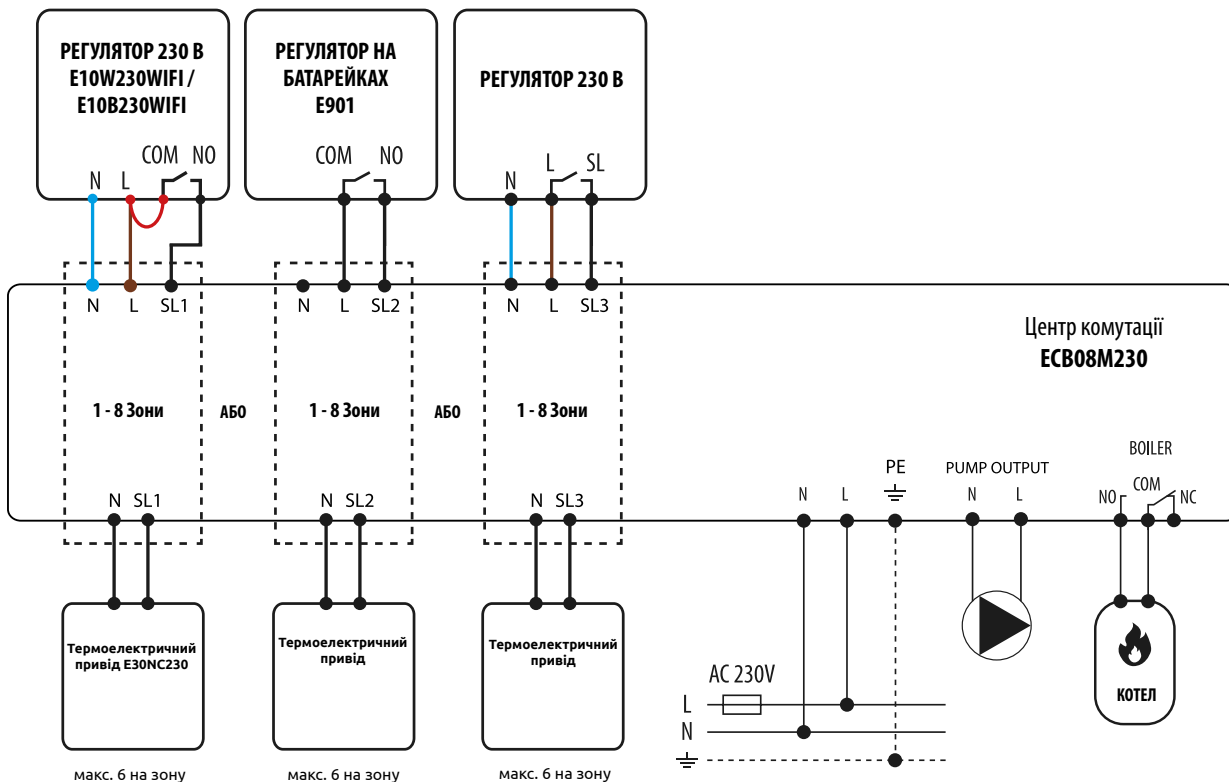 РЕГУЛЯТОР 230 В
E10W230WIFI /
E10B230WIFI
COM NO
N L
РЕГУЛЯТОР НА
БАТАРЕЙКАХ
E901
COM NO
РЕГУЛЯТОР 230 В
L SL
N
N L SL1
N L SL2
N L SL3
Центр комутації
ECB08M230
1 - 8 Зони
АБО
1 - 8 Зони
АБО
1 - 8 Зони
N SL1
N SL2
N SL3
N L
PE
PUMP OUTPUT
N L
BOILER
NO COM NC
Термоелектричний
привід E30NC230
Термоелектричний
привід
Термоелектричний
привід
AC 230V
L
N
КОТЕЛ
макс. 6 на зону
макс. 6 на зону
макс. 6 на зону